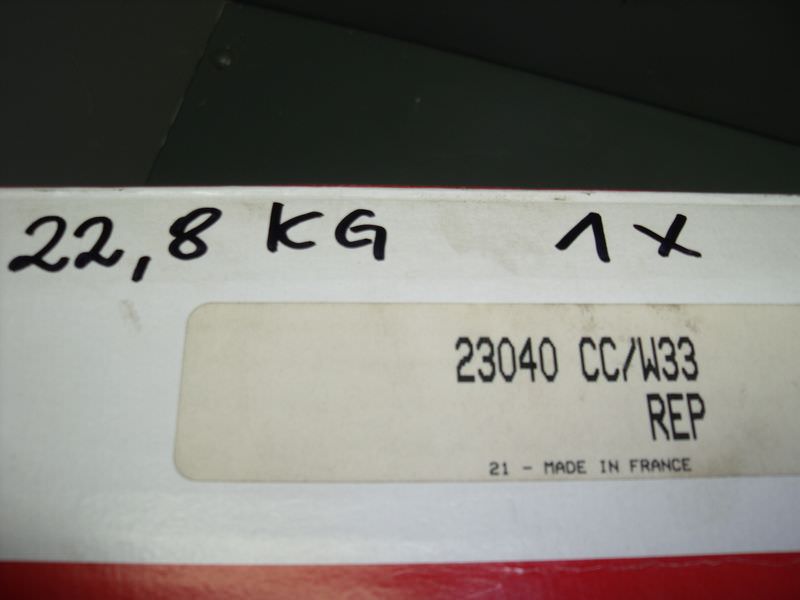 22,8 KG 1X
23040 CC/W33
REP
21 - MADE IN FRANCE